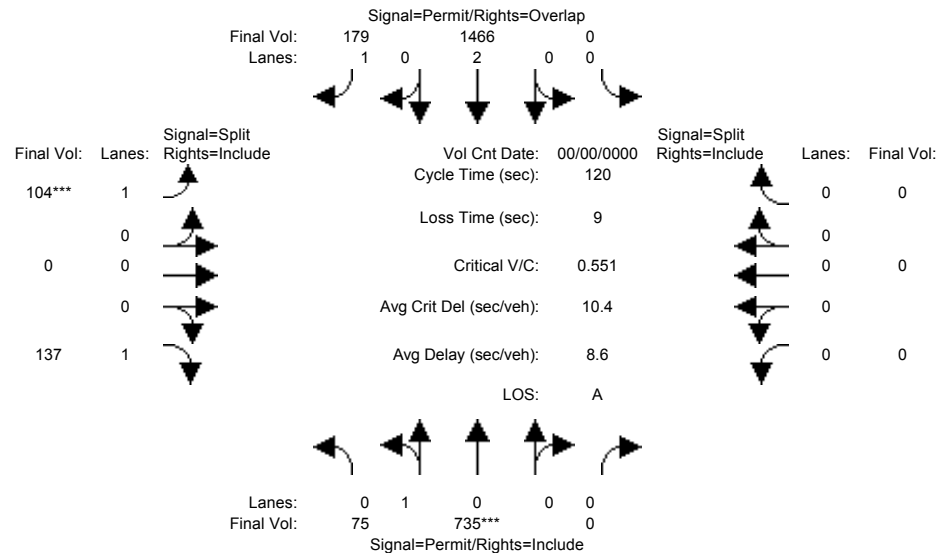 Signal=Permit/Rights=Overlap
Final Vol: 179 1466 0
Lanes: 1 0 2 0 0
Signal=Split Signal=Split
Final Vol: Lanes: Rights=Include Vol Cnt Date: 00/00/0000 Rights=Include Lanes: Final Vol:
Cycle Time (sec): 120
104*** 1 0 0
Loss Time (sec): 9
0 0
0 0 Critical V/C: 0.551 0 0
0 Avg Crit Del (sec/veh): 10.4 0
137 1 Avg Delay (sec/veh): 8.6 0 0
LOS: A
Lanes: 0 1 0 0 0
Final Vol: 75 735*** 0
Signal=Permit/Rights=Include